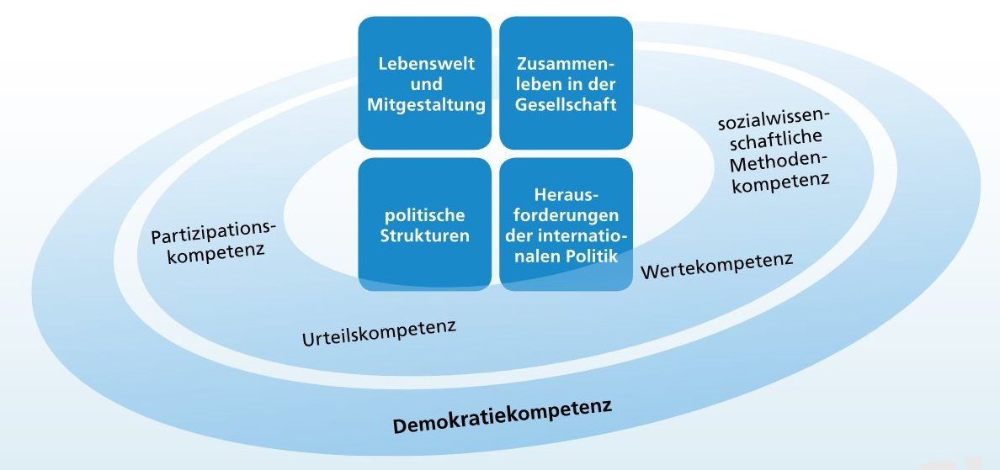 Lebenswelt
und
Mitgestaltung
Zusammen-
leben in der
Gesellschaft
politische
Strukturen
Heraus-
forderungen
der internatio-
nalen Politik
sozialwissen-
schaftliche
Methoden-
kompetenz
Partizipations-
kompetenz
Wertekompetenz
Urteilskompetenz
Demokratiekompetenz